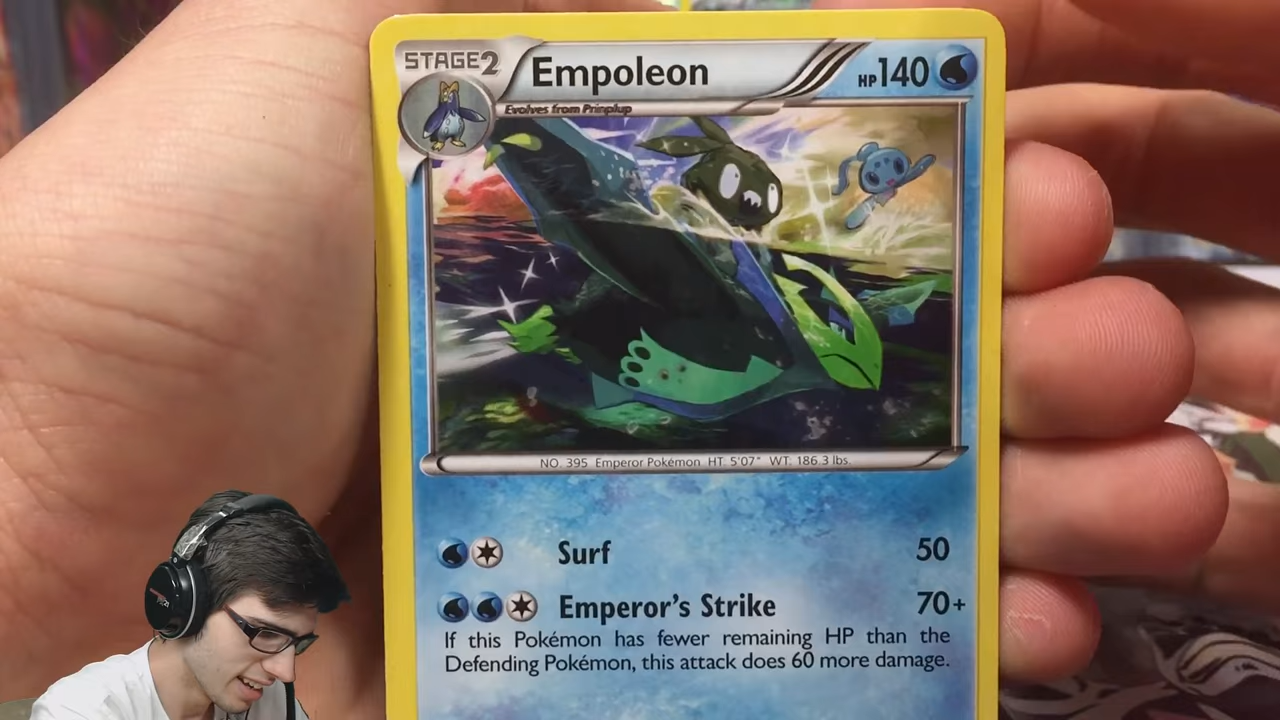 STAGE2
Empoleon
HP140
Evolves from Prinplup
NO. 395 Emperor Pokémon HT: 5'07" WT: 186.3 lbs.
Surf 50
Emperor's Strike 70+
If this Pokémon has fewer remaining HP than the
Defending Pokémon, this attack does 60 more damage.